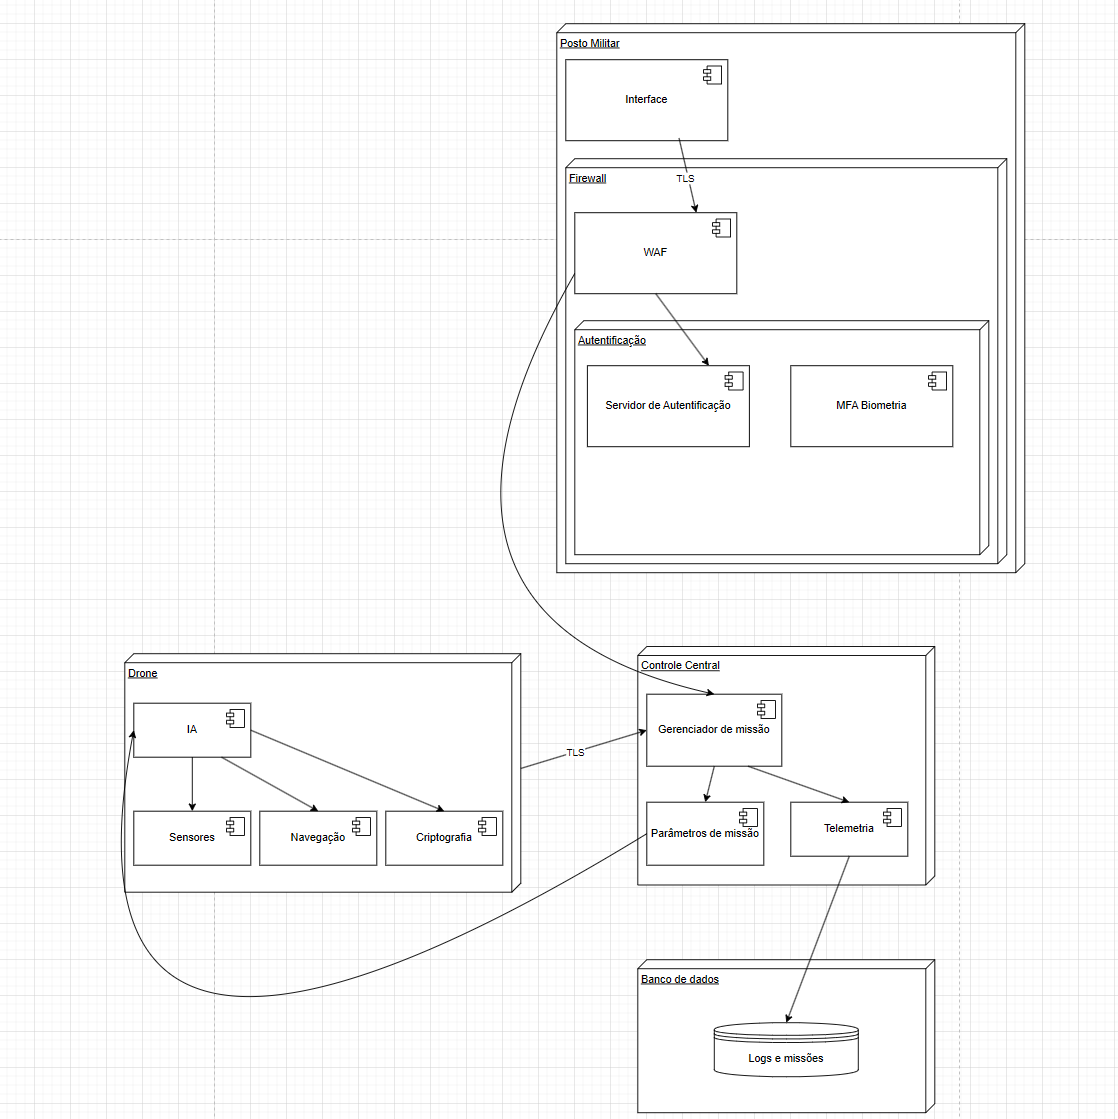 Posto Militar
Interface
TLS
Firewall
WAF
Autentificação
Servidor de Autentificação
MFA Biometria
Drone
IA
Sensores
Navegação
Criptografia
TLS
Controle Central
Gerenciador de missão
Parâmetros de missão
Telemetria
Banco de dados
Logs e missões